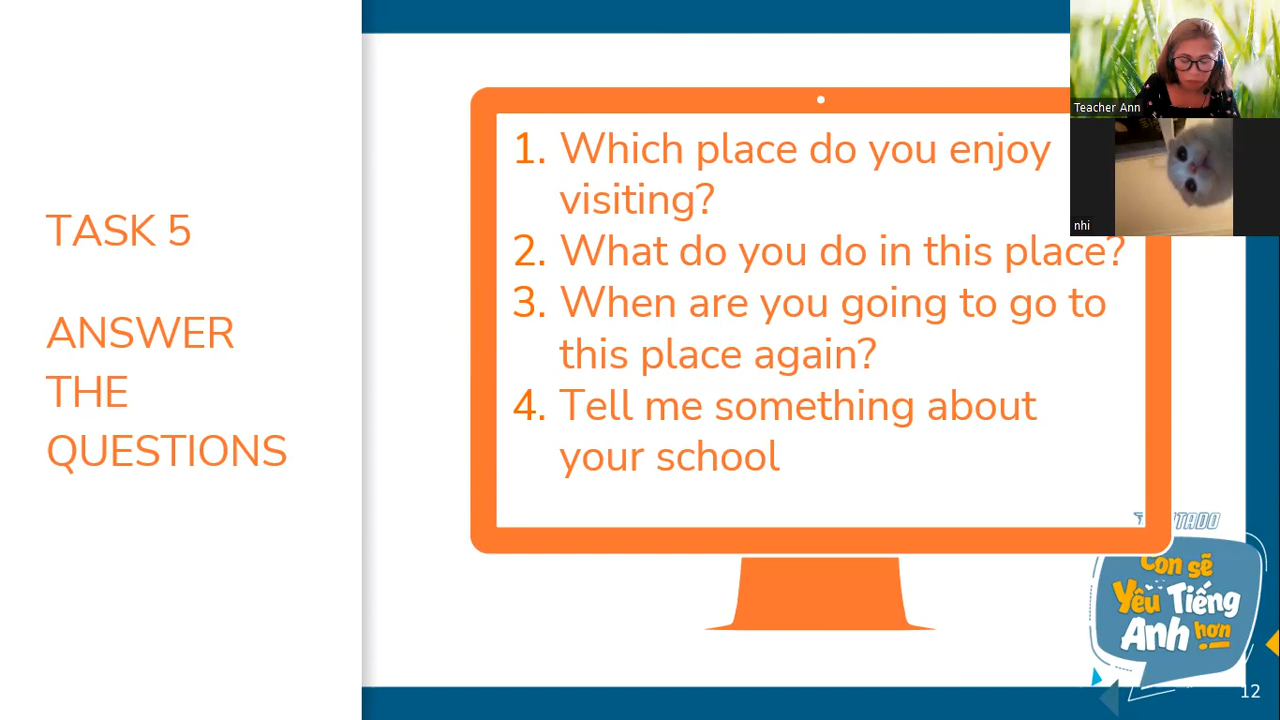 TASK 5
ANSWER
THE
QUESTIONS
1. Which place do you enjoy
visiting?
2. What do you do in this place?
3. When are you going to go to
this place again?
4. Tell me something about
your school
Teacher Ann
nhi
Con sẽ
Yêu Tiếng
Anh hơn
12